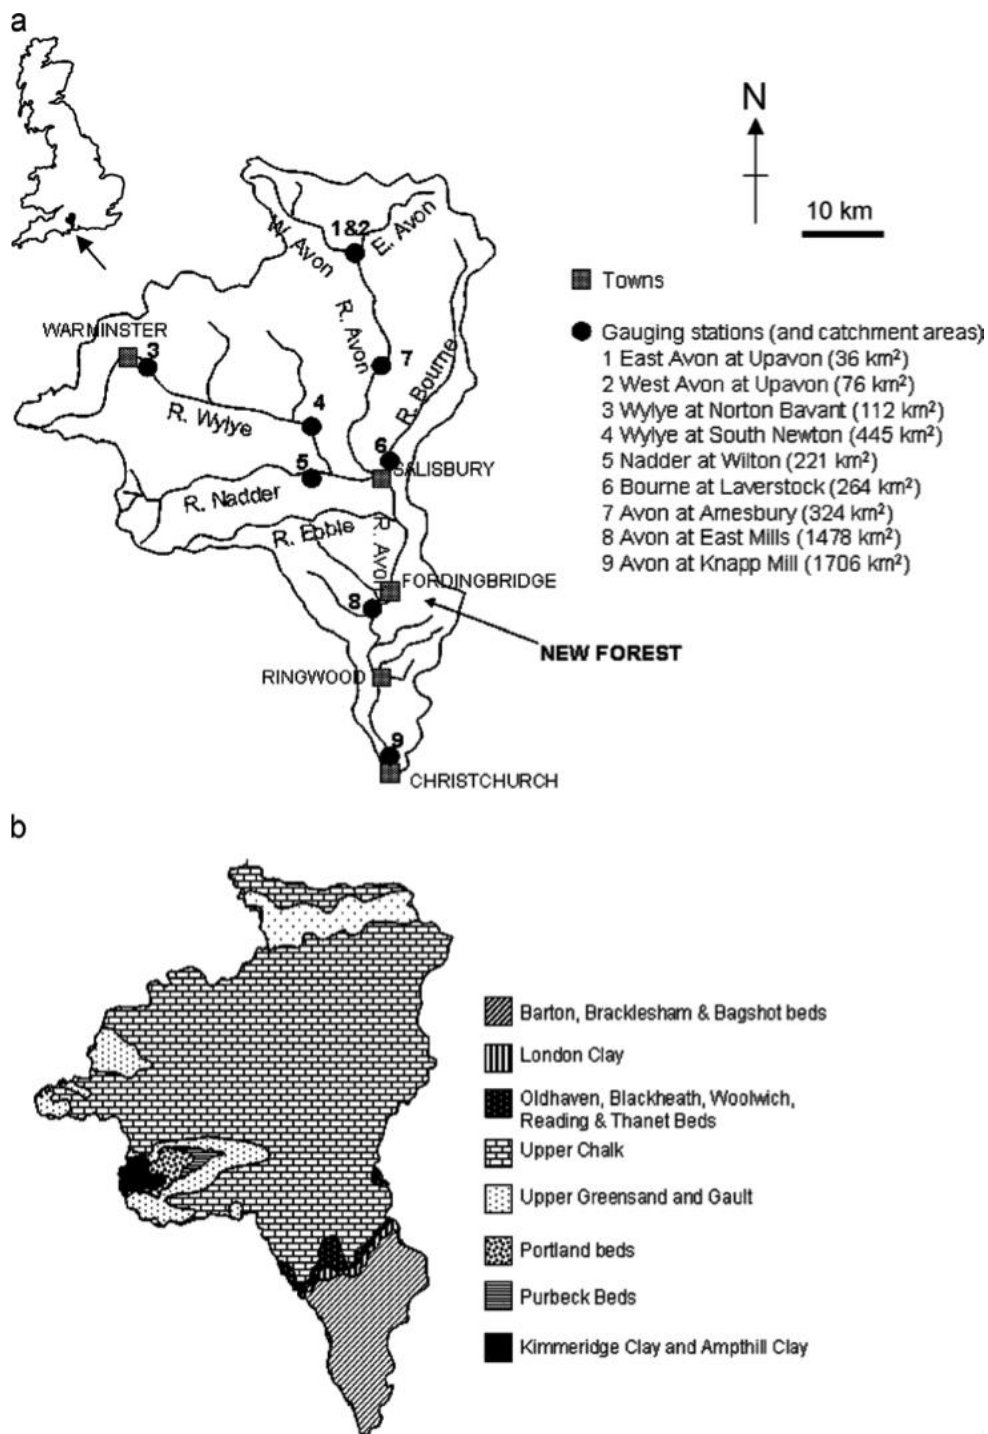 a
N
10 km
W. Avon
1&2
E. Avon
Towns
Gauging stations (and catchment areas)
1 East Avon at Upavon (36 km²)
2 West Avon at Upavon (76 km²)
3 Wylye at Norton Bavant (112 km²)
4 Wylye at South Newton (445 km²)
5 Nadder at Wilton (221 km²)
6 Bourne at Laverstock (264 km²)
7 Avon at Amesbury (324 km²)
8 Avon at East Mills (1478 km²)
9 Avon at Knapp Mill (1706 km²)
WARMINSTER
3
R. Avon
7
R. Bourne
R. Wylye
4
6
5
SALISBURY
R. Nadder
R. Ebble
R. Avon
FORDINGBRIDGE
8
NEW FOREST
RINGWOOD
9
CHRISTCHURCH
b
Barton, Bracklesham & Bagshot beds
London Clay
Oldhaven, Blackheath, Woolwich,
Reading & Thanet Beds
Upper Chalk
Upper Greensand and Gault
Portland beds
Purbeck Beds
Kimmeridge Clay and Ampthill Clay